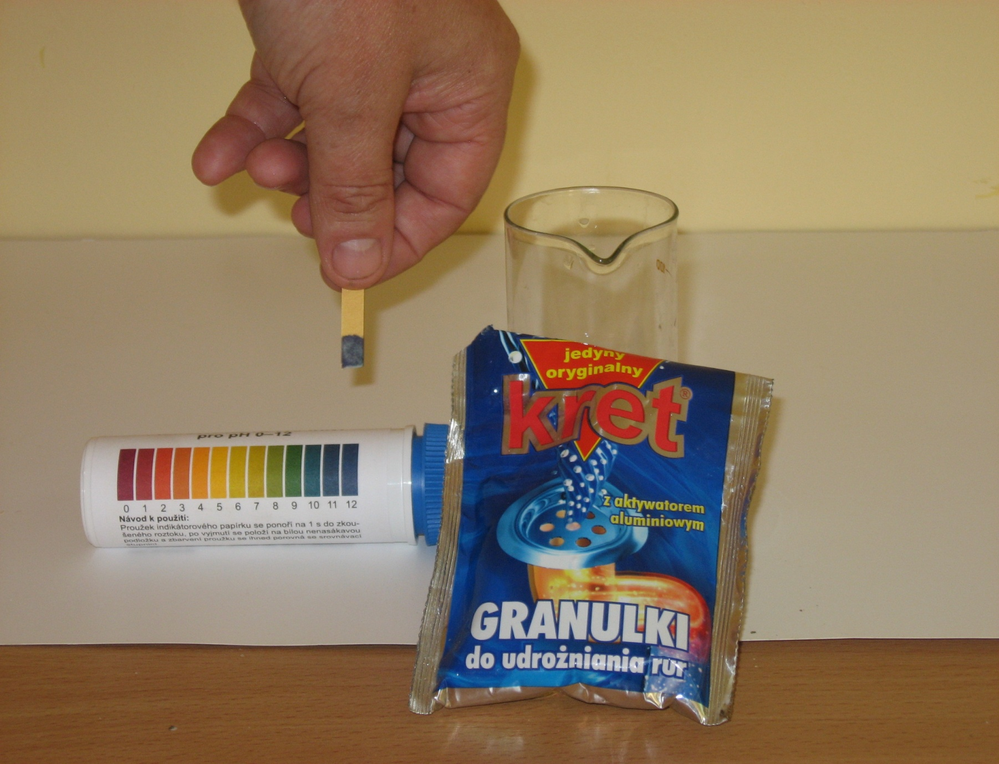 pro pH 0–12
0 1 2 3 4 5 6 7 8 9 10 11 12
Návod k použití:
Proužek indikátorového papírku se ponoří na 1 s do zkou-
šeného roztoku, po vyjmutí se položí na bílou nenasákavou
podložku a zbarvení proužku se ihned porovná se srovnávací
stupnicí
100
jedyny
oryginalny
kret®
z aktywatorem
aluminiowym
GRANULKI
do udrożniania rur